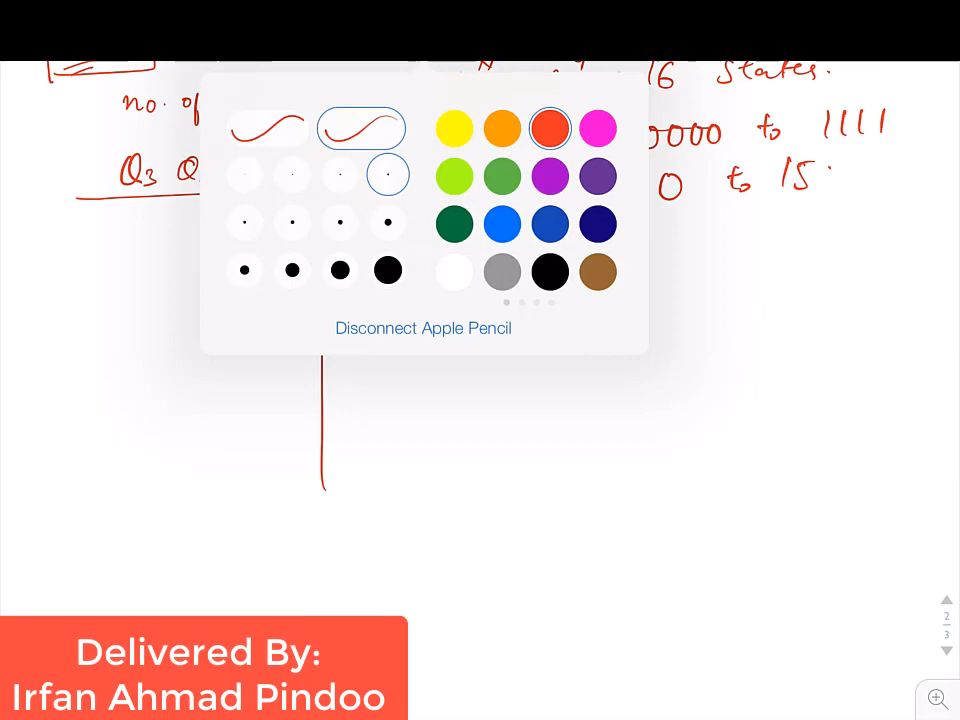 16 States.
no. of
0000 to 1111
Q3 Q
0 to 15
Disconnect Apple Pencil
2
3
Delivered By:
Irfan Ahmad Pindoo